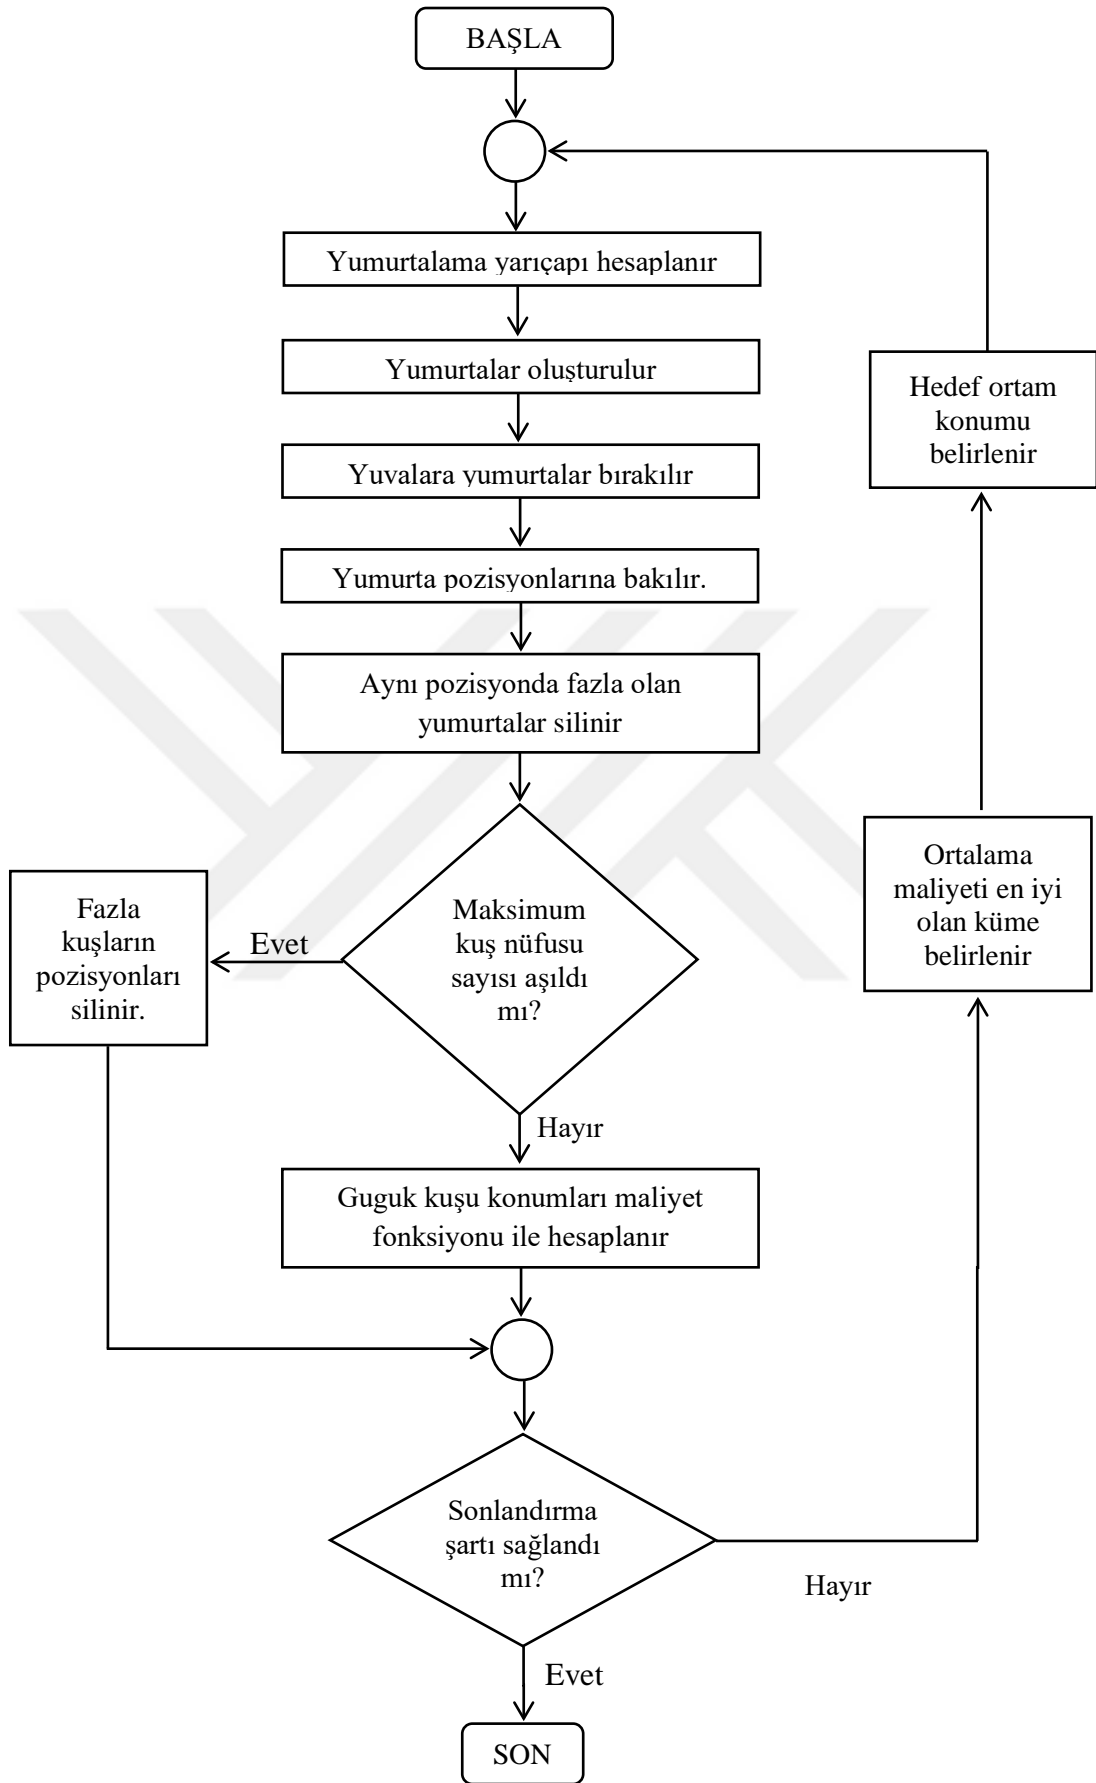 BAŞLA
Yumurtalama yarıçapı hesaplanır
Yumurtalar oluşturulur
Yuvalara yumurtalar bırakılır
Yumurta pozisyonlarına bakılır.
Aynı pozisyonda fazla olan
yumurtalar silinir
Maksimum
kuş nüfusu
sayısı aşıldı
mı?
Evet
Fazla
kuşların
pozisyonları
silinir.
Hayır
Guguk kuşu konumları maliyet
fonksiyonu ile hesaplanır
Sonlandırma
şartı sağlandı
mı?
Hayır
Ortalama
maliyeti en iyi
olan küme
belirlenir
Hedef ortam
konumu
belirlenir
Evet
SON